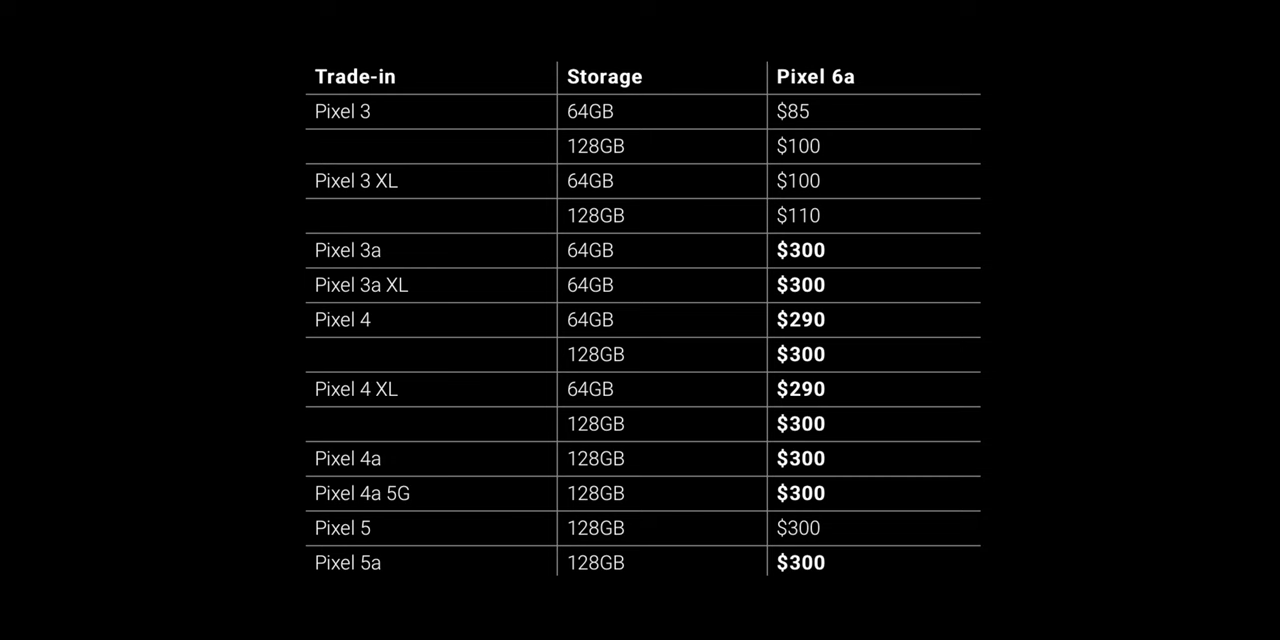 Trade-in Storage Pixel 6a
Pixel 3 64GB $85
128GB $100
Pixel 3 XL 64GB $100
128GB $110
Pixel 3a 64GB $300
Pixel 3a XL 64GB $300
Pixel 4 64GB $290
128GB $300
Pixel 4 XL 64GB $290
128GB $300
Pixel 4a 128GB $300
Pixel 4a 5G 128GB $300
Pixel 5 128GB $300
Pixel 5a 128GB $300